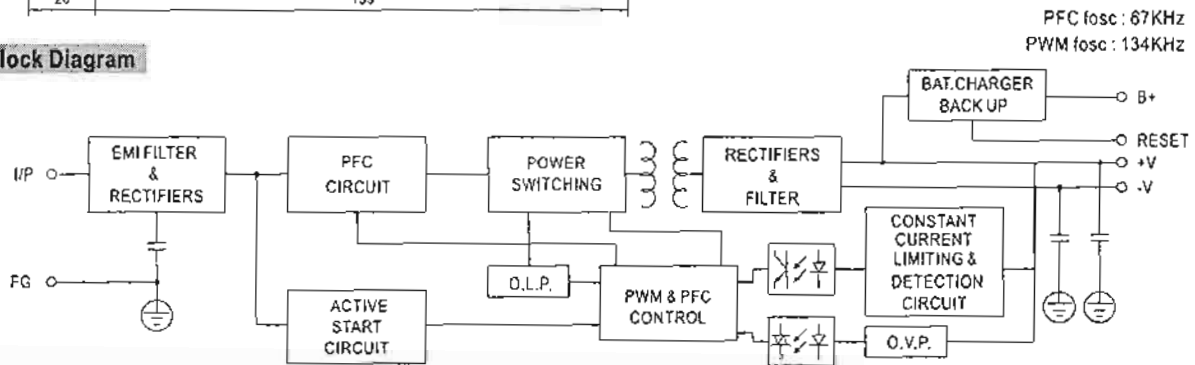 PFC fosc : 67KHz
PWM fosc : 134KHz
lock Diagram
BAT.CHARGER
BACK UP
B+
RESET
+V
-V
I/P
EMI FILTER
&
RECTIFIERS
PFC
CIRCUIT
POWER
SWITCHING
RECTIFIERS
&
FILTER
CONSTANT
CURRENT
LIMITING &
DETECTION
CIRCUIT
FG
O.L.P.
PWM & PFC
CONTROL
ACTIVE
START
CIRCUIT
O.V.P.